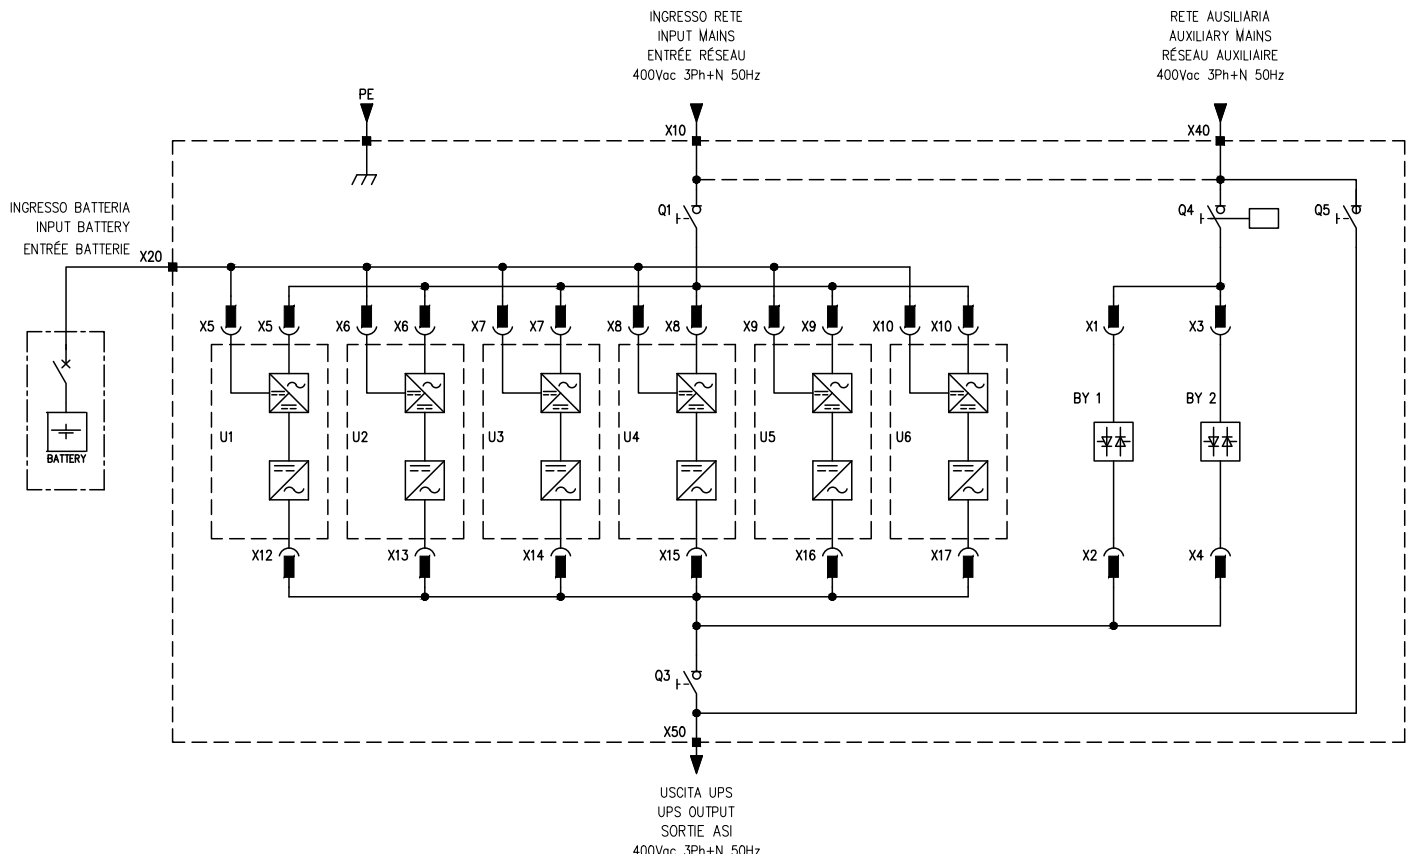 INGRESSO RETE
INPUT MAINS
ENTRÉE RÉSEAU
400Vac 3Ph+N 50Hz
RETE AUSILIARIA
AUXILIARY MAINS
RÉSEAU AUXILIAIRE
400Vac 3Ph+N 50Hz
PE
X10
X40
INGRESSO BATTERIA
INPUT BATTERY
ENTRÉE BATTERIE
Q1
Q4
Q5
X20
X5 X5 X6 X6 X7 X7 X8 X8 X9 X9 X10 X10 X1 X3
BY 1 BY 2
U1 U2 U3 U4 U5 U6
BATTERY
X12 X13 X14 X15 X16 X17 X2 X4
Q3
X50
USCITA UPS
UPS OUTPUT
SORTIE ASI
400Vac 3Ph+N 50Hz